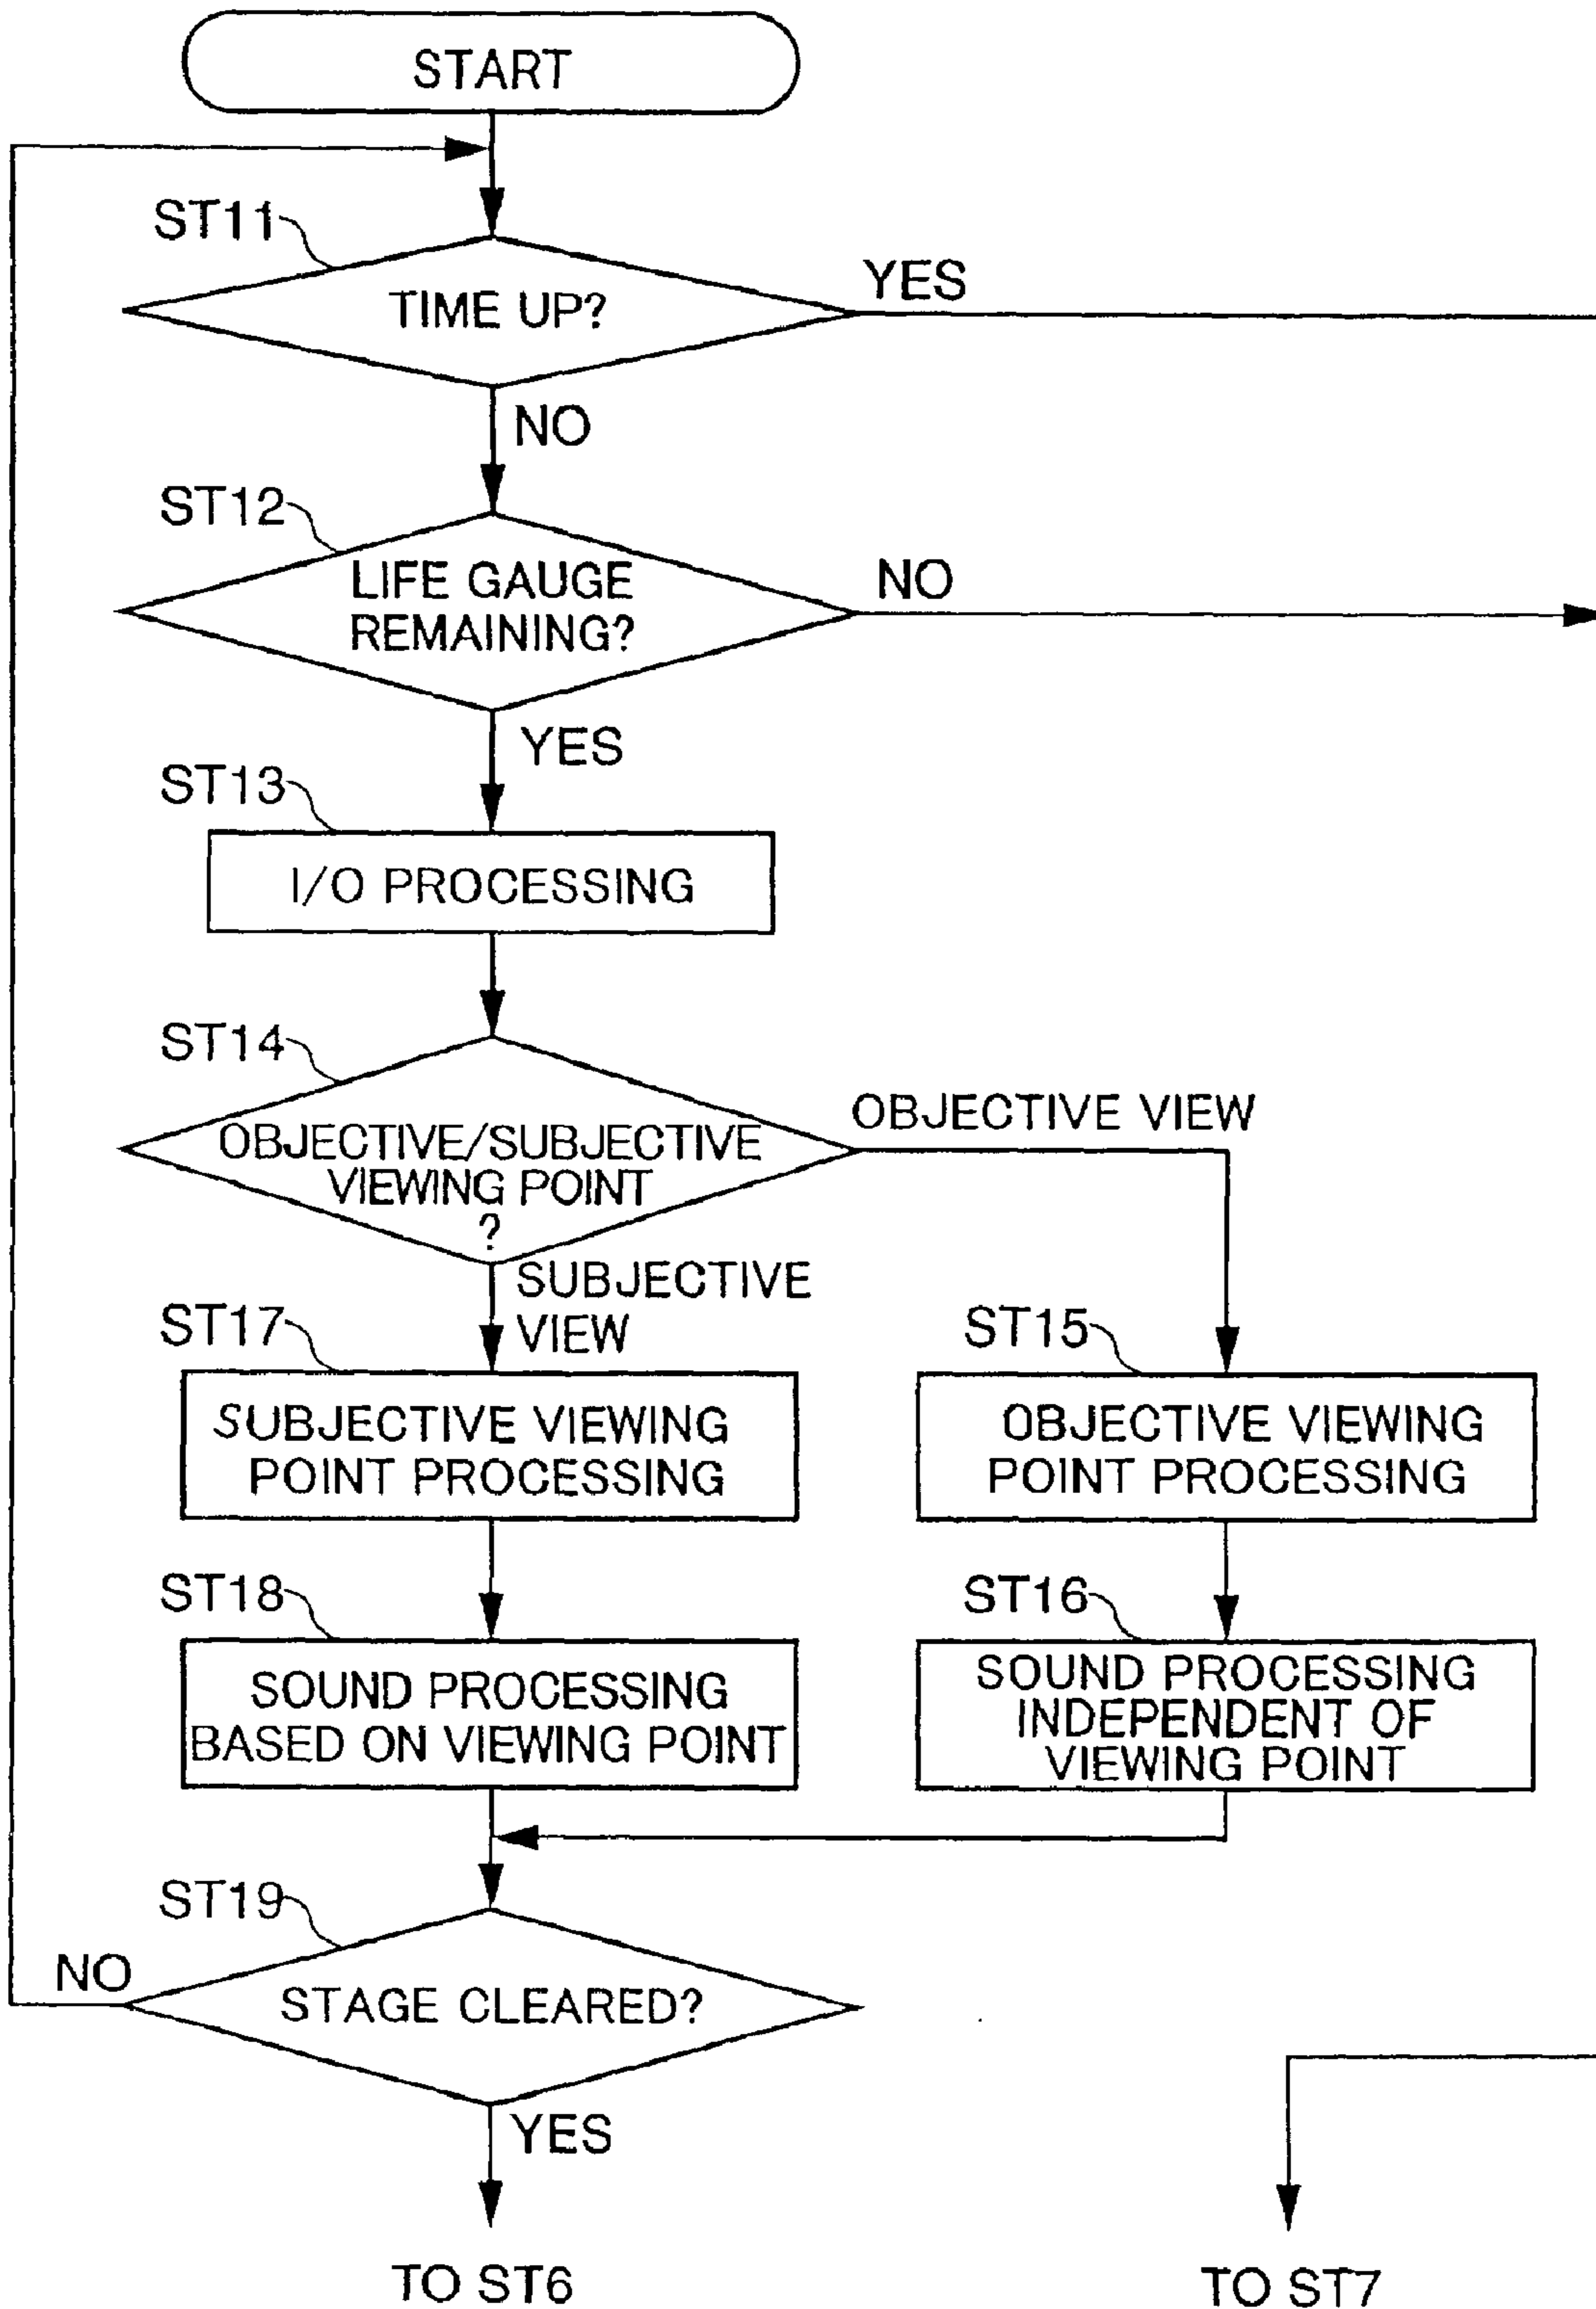 START
ST11
TIME UP?
YES
NO
ST12
LIFE GAUGE
REMAINING?
NO
YES
ST13
I/O PROCESSING
ST14
OBJECTIVE/SUBJECTIVE
VIEWING POINT
?
OBJECTIVE VIEW
SUBJECTIVE
VIEW
ST17
SUBJECTIVE VIEWING
POINT PROCESSING
ST15
OBJECTIVE VIEWING
POINT PROCESSING
ST18
SOUND PROCESSING
BASED ON VIEWING POINT
ST16
SOUND PROCESSING
INDEPENDENT OF
VIEWING POINT
ST19
NO
STAGE CLEARED?
YES
TO ST6
TO ST7